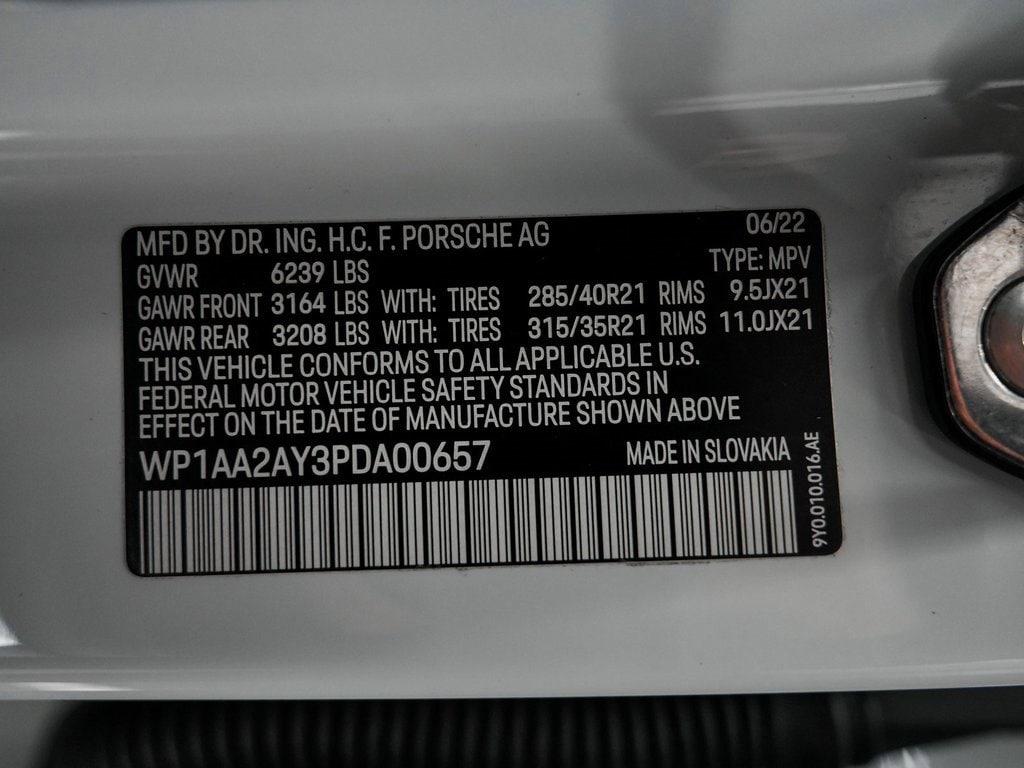 MFD BY DR. ING. H.C. F. PORSCHE AG 06/22
GVWR 6239 LBS TYPE: MPV
GAWR FRONT 3164 LBS WITH: TIRES 285/40R21 RIMS 9.5JX21
GAWR REAR 3208 LBS WITH: TIRES 315/35R21 RIMS 11.0JX21
THIS VEHICLE CONFORMS TO ALL APPLICABLE U.S.
FEDERAL MOTOR VEHICLE SAFETY STANDARDS IN
EFFECT ON THE DATE OF MANUFACTURE SHOWN ABOVE
WP1AA2AY3PDA00657 MADE IN SLOVAKIA
9Y0.010.016.AE